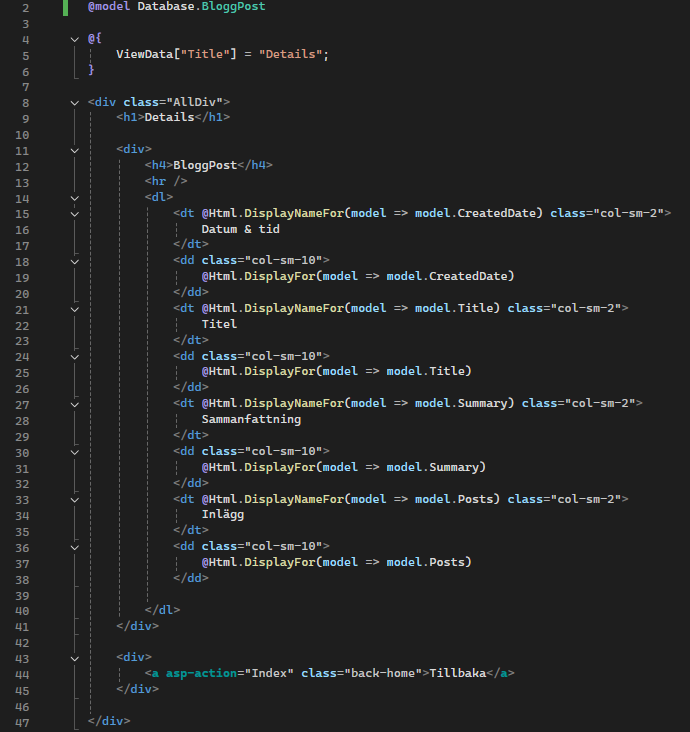 2 @model Database.BloggPost
3
4 @{
5 ViewData["Title"] = "Details";
6 }
7
8 <div class="AllDiv">
9 <h1>Details</h1>
10
11 <div>
12 <h4>BloggPost</h4>
13 <hr />
14 <dl>
15 <dt @Html.DisplayNameFor(model => model.CreatedDate) class="col-sm-2">
16 Datum & tid
17 </dt>
18 <dd class="col-sm-10">
19 @Html.DisplayFor(model => model.CreatedDate)
20 </dd>
21 <dt @Html.DisplayNameFor(model => model.Title) class="col-sm-2">
22 Titel
23 </dt>
24 <dd class="col-sm-10">
25 @Html.DisplayFor(model => model.Title)
26 </dd>
27 <dt @Html.DisplayNameFor(model => model.Summary) class="col-sm-2">
28 Sammanfattning
29 </dt>
30 <dd class="col-sm-10">
31 @Html.DisplayFor(model => model.Summary)
32 </dd>
33 <dt @Html.DisplayNameFor(model => model.Posts) class="col-sm-2">
34 Inlägg
35 </dt>
36 <dd class="col-sm-10">
37 @Html.DisplayFor(model => model.Posts)
38 </dd>
39
40 </dl>
41 </div>
42
43 <div>
44 <a asp-action="Index" class="back-home">Tillbaka</a>
45 </div>
46
47 </div>